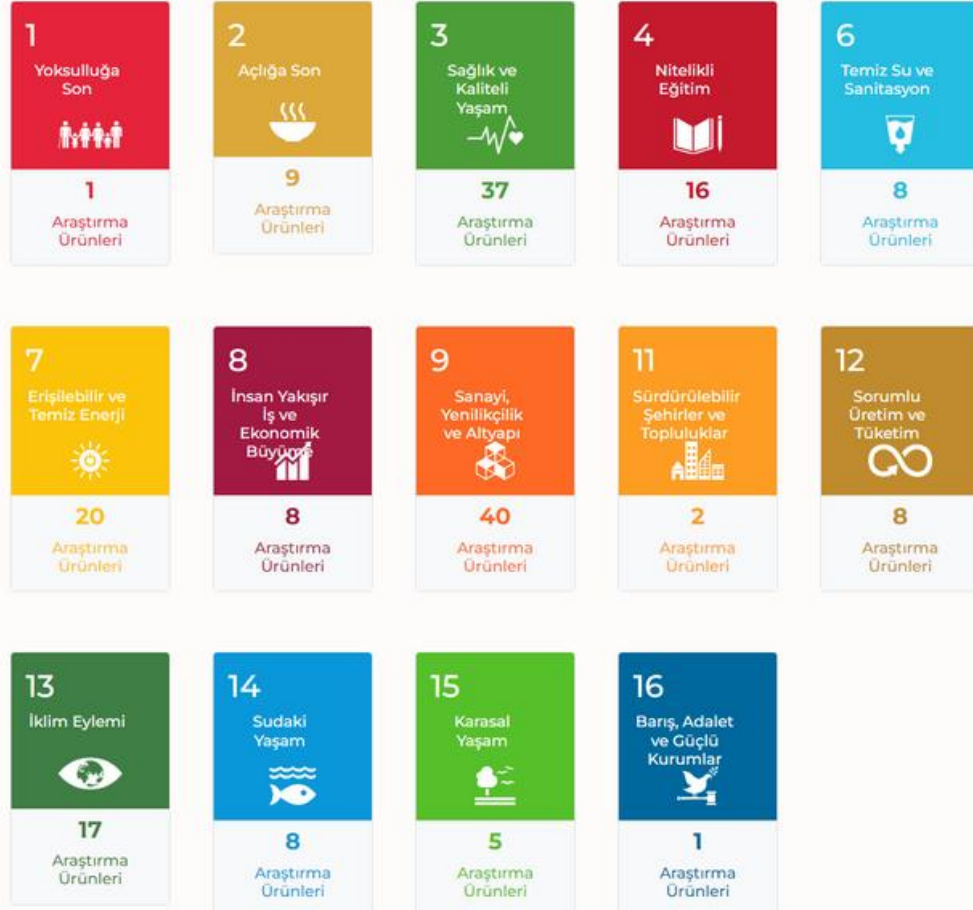 1
Yoksulluğa
Son
1
Araştırma
Ürünleri
2
Açlığa Son
9
Araştırma
Ürünleri
3
Sağlık ve
Kaliteli
Yaşam
37
Araştırma
Ürünleri
4
Nitelikli
Eğitim
16
Araştırma
Ürünleri
6
Temiz Su ve
Sanitasyon
8
Araştırma
Ürünleri
7
Erişilebilir ve
Temiz Enerji
20
Araştırma
Ürünleri
8
İnsan Yakışır
İş ve
Ekonomik
Büyüme
8
Araştırma
Ürünleri
9
Sanayi,
Yenilikçilik
ve Altyapı
40
Araştırma
Ürünleri
11
Sürdürülebilir
Şehirler ve
Topluluklar
2
Araştırma
Ürünleri
12
Sorumlu
Üretim ve
Tüketim
8
Araştırma
Ürünleri
13
İklim Eylemi
17
Araştırma
Ürünleri
14
Sudaki
Yaşam
8
Araştırma
Ürünleri
15
Karasal
Yaşam
5
Araştırma
Ürünleri
16
Barış, Adalet
ve Güçlü
Kurumlar
1
Araştırma
Ürünleri